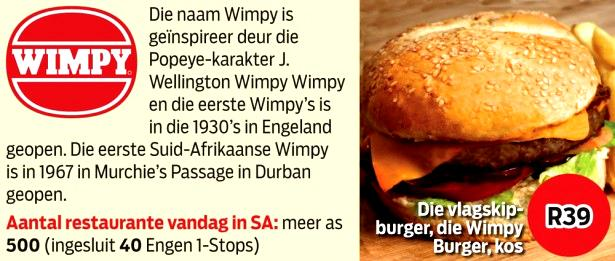 WIMPY
Die naam Wimpy is
geïnspireer deur die
Popeye-karakter J.
Wellington Wimpy Wimpy
en die eerste Wimpy's is
in die 1930's in Engeland
geopen. Die eerste Suid-Afrikaanse Wimpy
is in 1967 in Murchie's Passage in Durban
geopen.
Aantal restaurante vandag in SA: meer as
500 (ingesluit 40 Engen 1-Stops)
Die vlagskip-
burger, die Wimpy
Burger, kos
R39